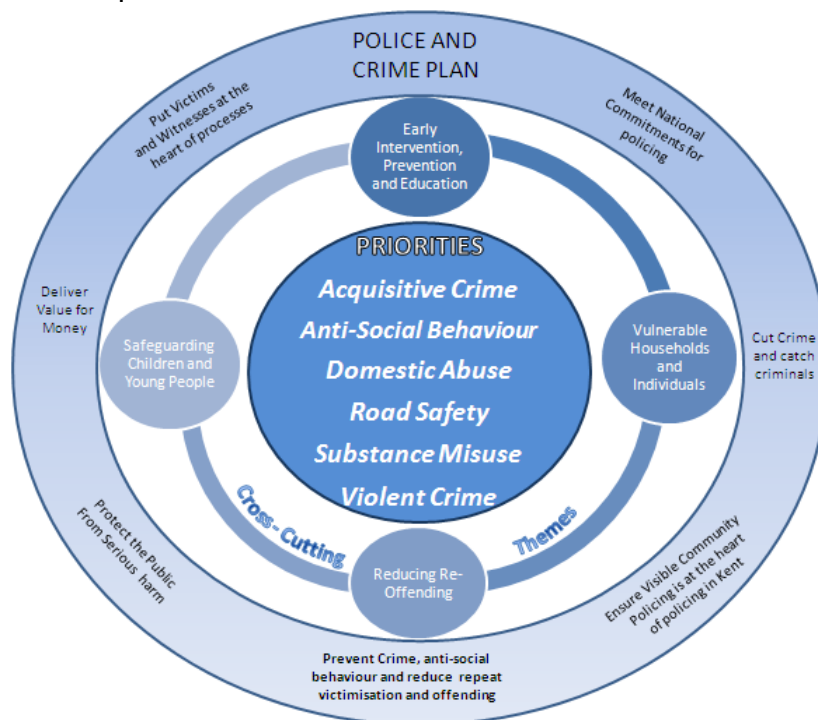 POLICE AND
CRIME PLAN
Put Victims
and Witnesses at the
heart of processes
Meet National
Commitments for
policing
Early
Intervention,
Prevention
and Education
PRIORITIES
Acquisitive Crime
Anti-Social Behaviour
Domestic Abuse
Road Safety
Substance Misuse
Violent Crime
Deliver
Value for
Money
Safeguarding
Children and
Young People
Vulnerable
Households
and
Individuals
Cut Crime
and catch
criminals
Cross-Cutting
Themes
Reducing Re-
Offending
Protect the Public
From Serious harm
Ensure Visible Community
Policing is at the heart
of policing in Kent
Prevent Crime, anti-social
behaviour and reduce repeat
victimisation and offending